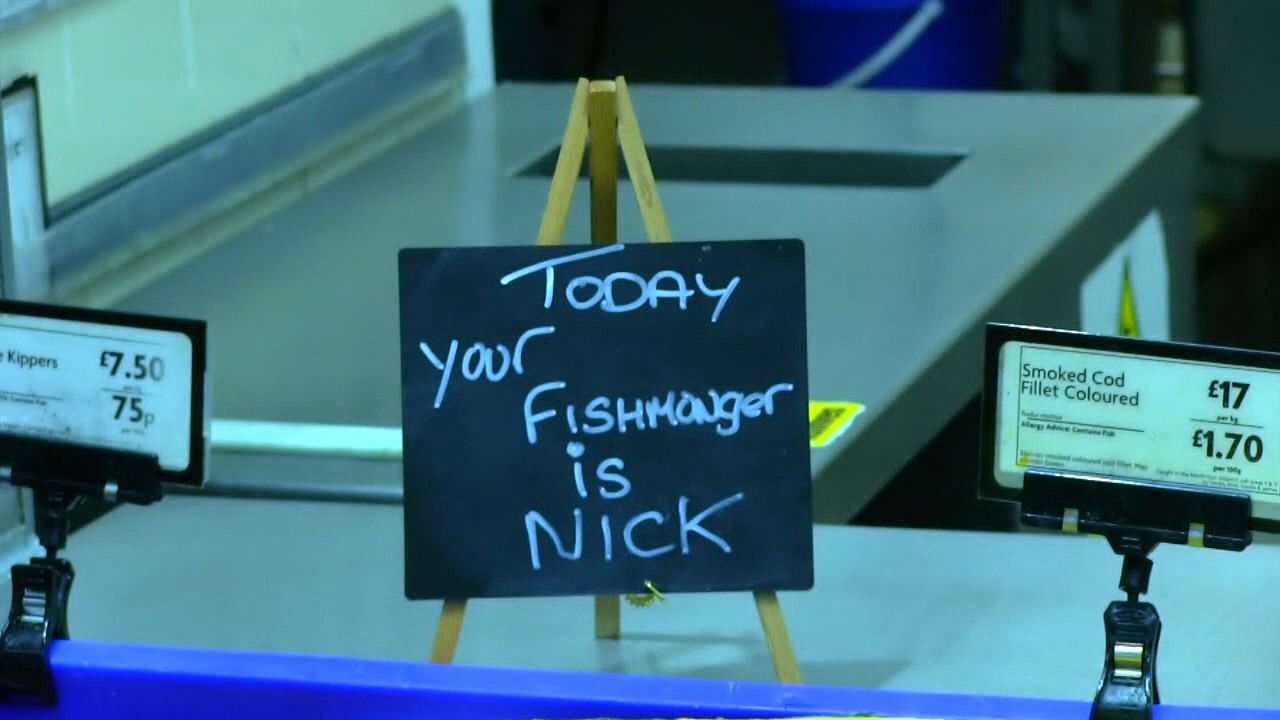 TODAY
your
FISHMONGER
is
NICK
Kippers
£7.50
75p
Smoked Cod
Fillet Coloured
£17
per kg
Allergy Advice: Contains Fish
£1.70
per 100g